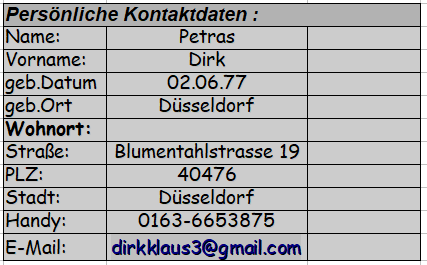 Persönliche Kontaktdaten :
Name: Petras
Vorname: Dirk
geb.Datum 02.06.77
geb.Ort Düsseldorf
Wohnort:
Straße: Blumentahlstrasse 19
PLZ: 40476
Stadt: Düsseldorf
Handy: 0163-6653875
E-Mail: dirkklaus3@gmail.com